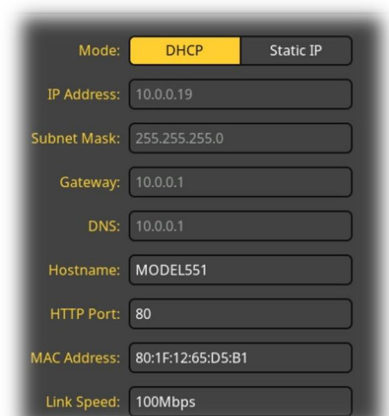 Mode: DHCP Static IP
IP Address: 10.0.0.19
Subnet Mask: 255.255.255.0
Gateway: 10.0.0.1
DNS: 10.0.0.1
Hostname: MODEL551
HTTP Port: 80
MAC Address: 80:1F:12:65:D5:B1
Link Speed: 100Mbps